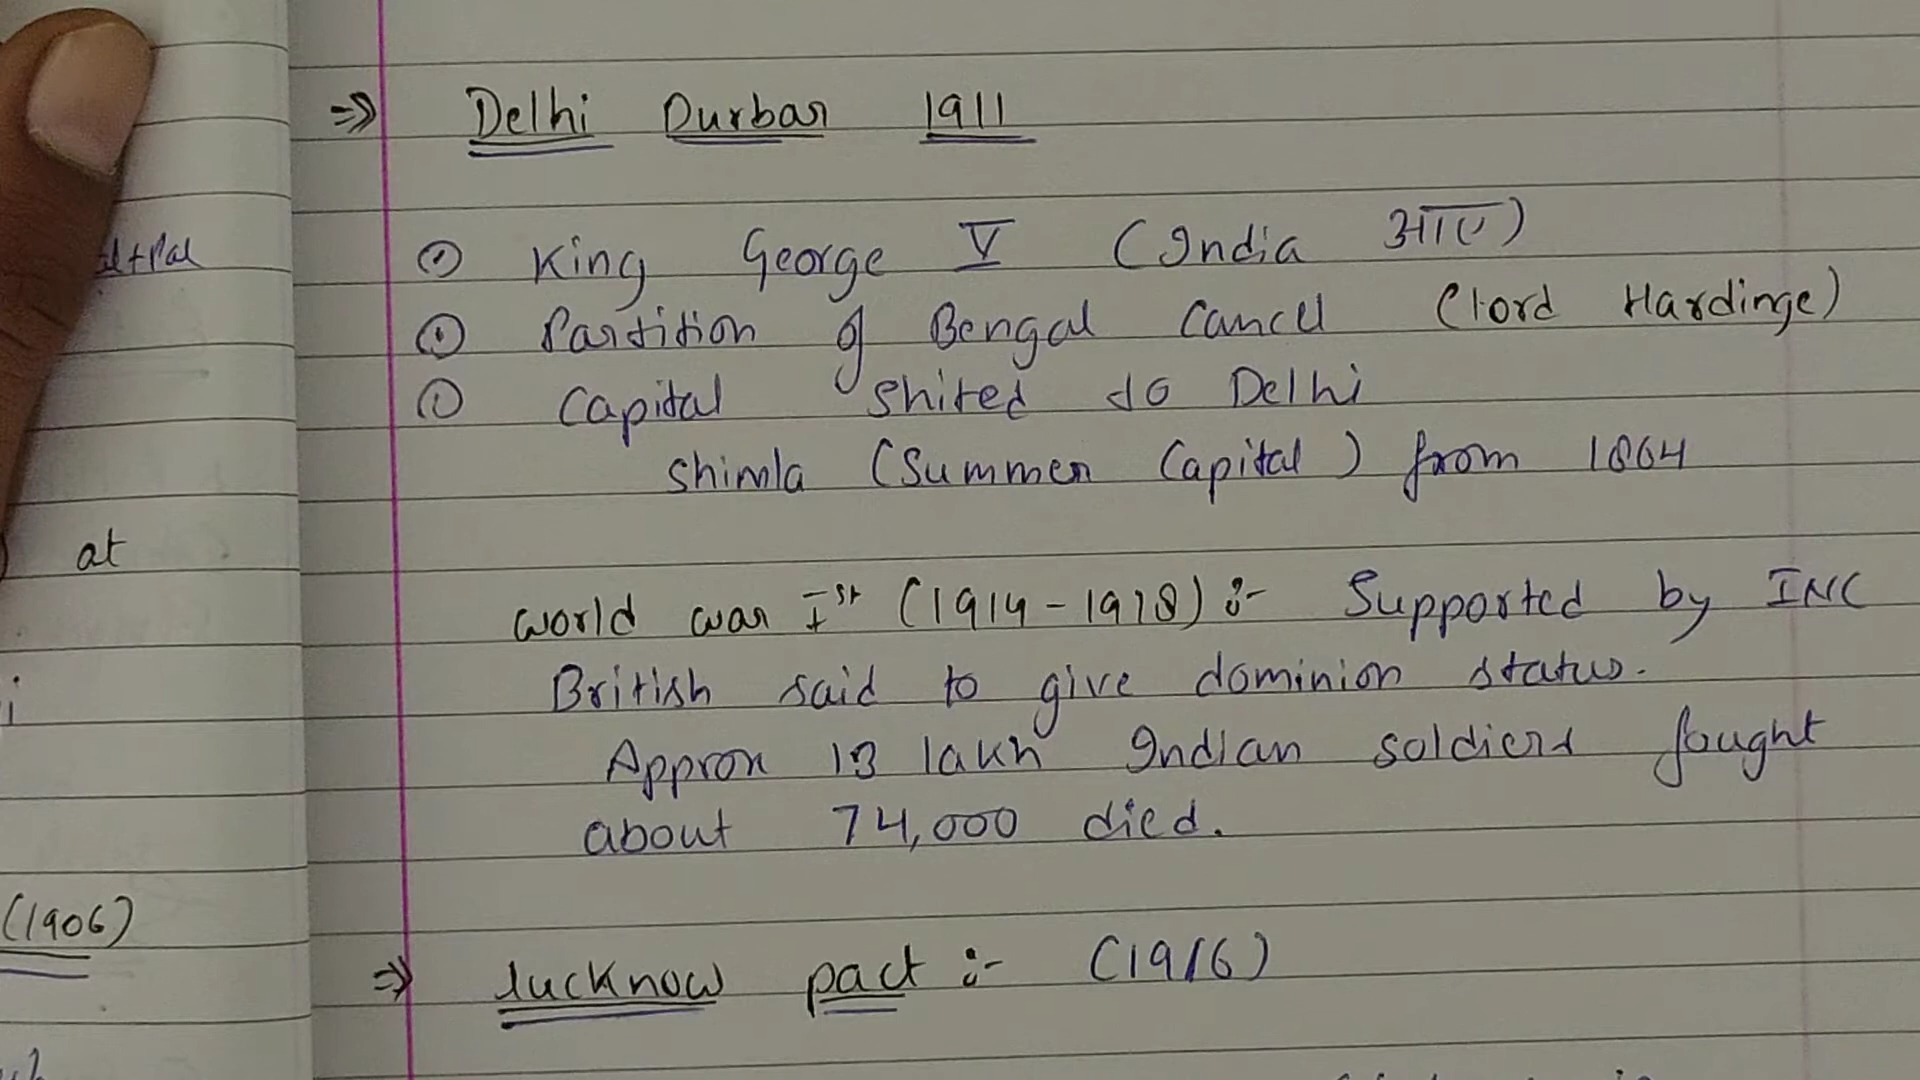 ⇒ Delhi Durbar 1911
① King George V (India आए)
① Partition of Bengal Cancel (lord Hardinge)
① Capital Shited to Delhi
Shimla (Summer Capital) from 1864
World war Ist (1914-1918) :- Supported by INC
British said to give dominion status.
Approx 13 lakh Indian soldiers fought
about 74,000 died.
⇒ lucknow pact :- (1916)
at
i
(1906)